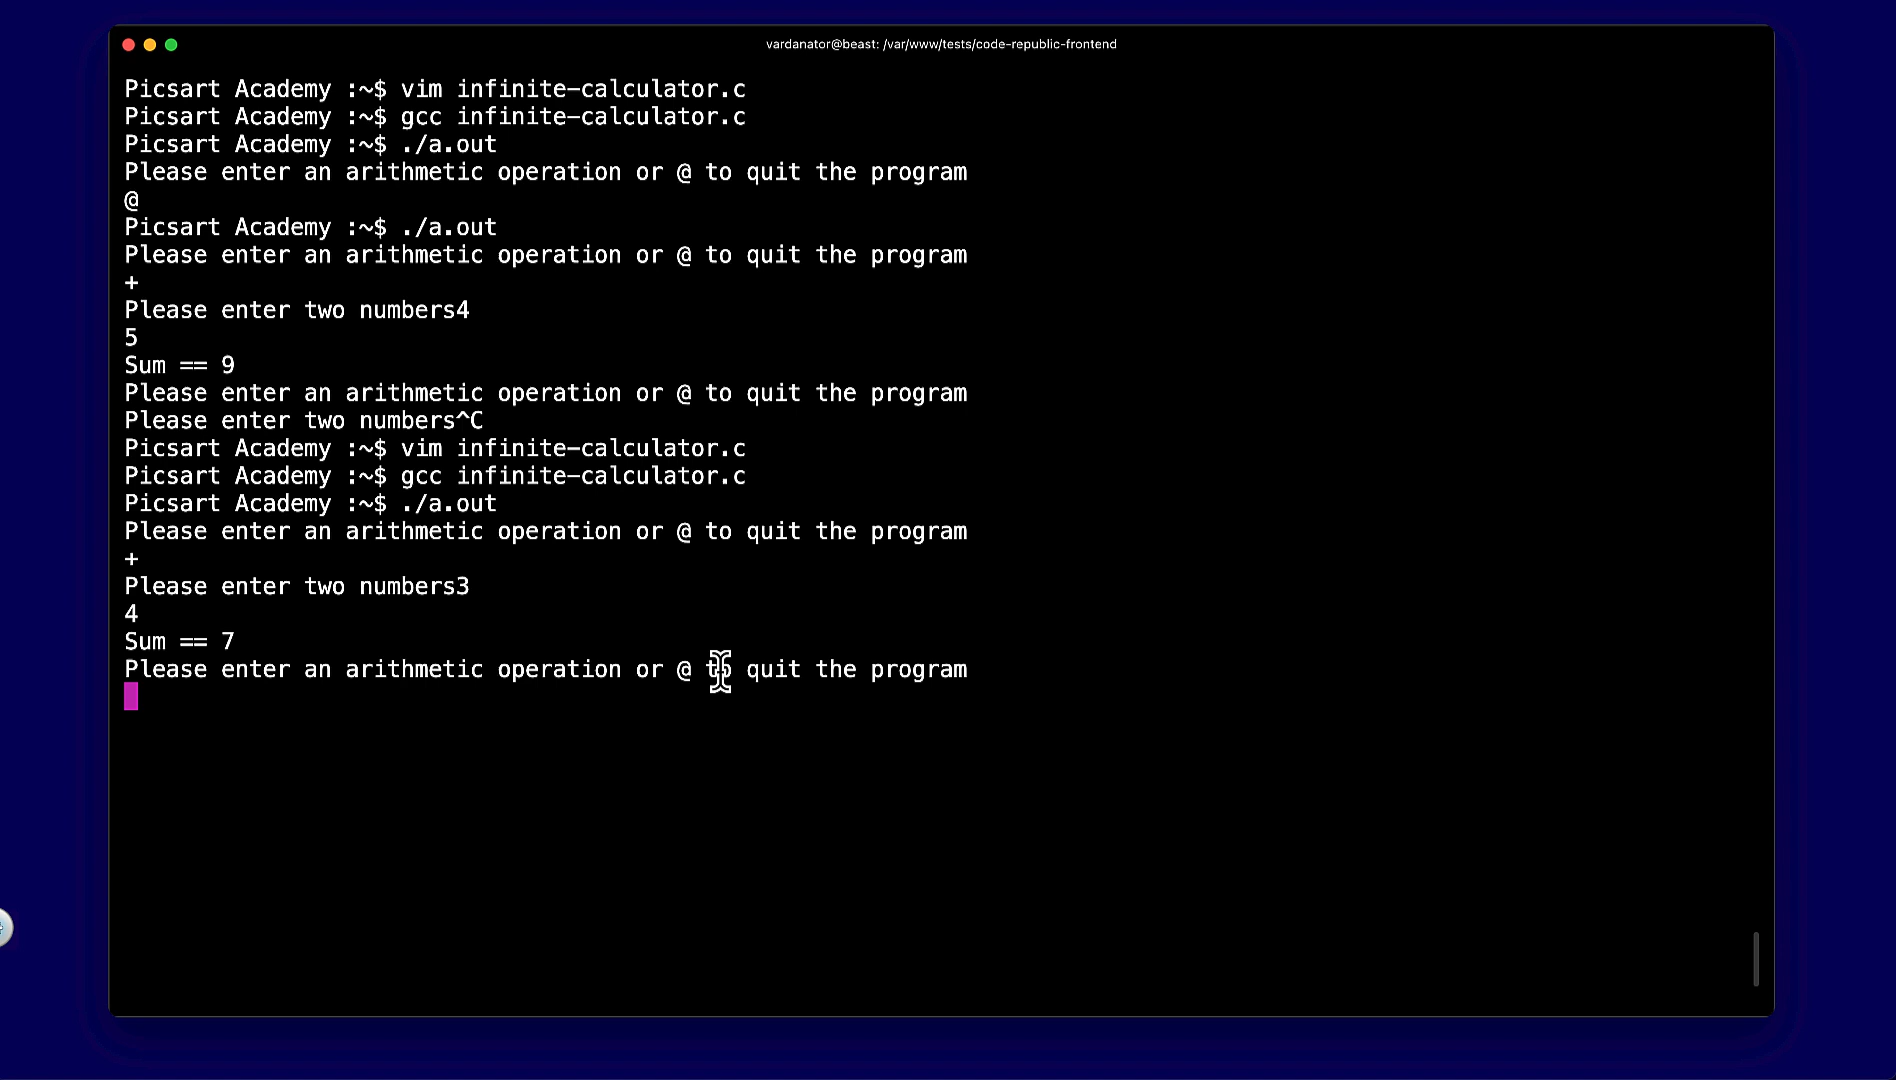 vardanator@beast: /var/www/tests/code-republic-frontend
Picsart Academy :~$ vim infinite-calculator.c
Picsart Academy :~$ gcc infinite-calculator.c
Picsart Academy :~$ ./a.out
Please enter an arithmetic operation or @ to quit the program
@
Picsart Academy :~$ ./a.out
Please enter an arithmetic operation or @ to quit the program
+
Please enter two numbers4
5
Sum == 9
Please enter an arithmetic operation or @ to quit the program
Please enter two numbers^C
Picsart Academy :~$ vim infinite-calculator.c
Picsart Academy :~$ gcc infinite-calculator.c
Picsart Academy :~$ ./a.out
Please enter an arithmetic operation or @ to quit the program
+
Please enter two numbers3
4
Sum == 7
Please enter an arithmetic operation or @ to quit the program